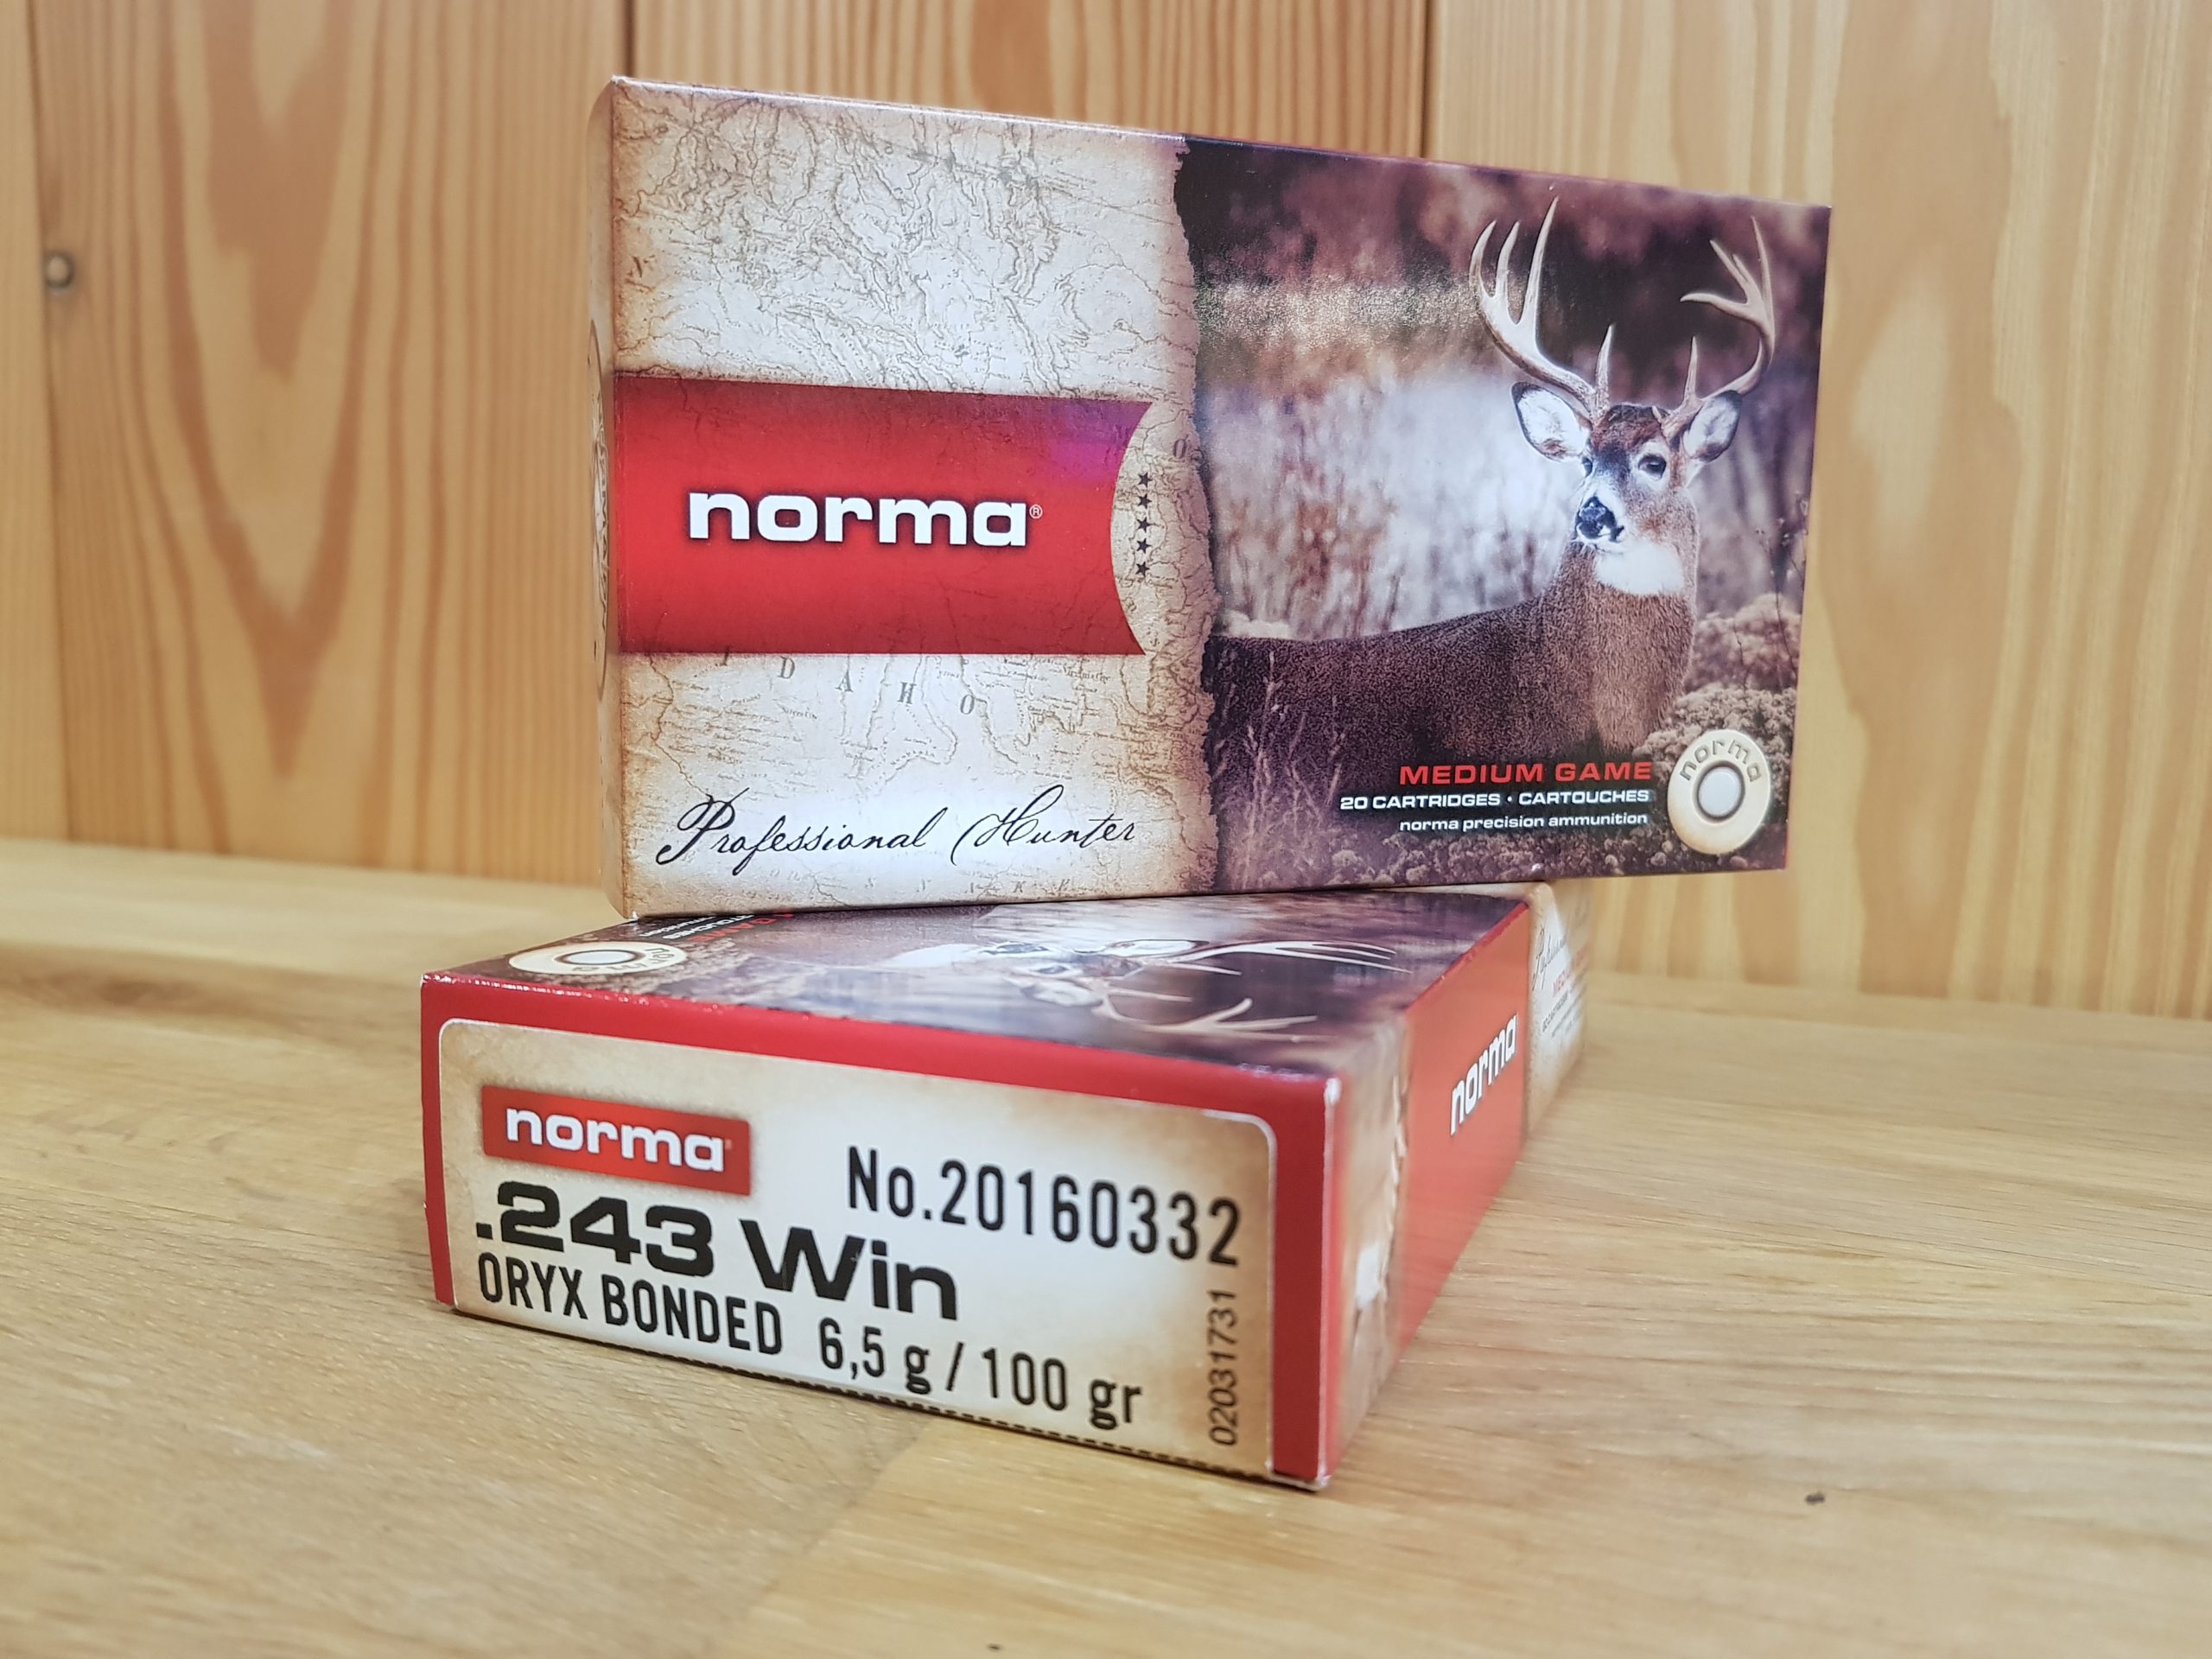 norma®
IDAHO
Professional Hunter
MEDIUM GAME
20 CARTRIDGES • CARTOUCHES
norma precision ammunition
norma
norma
norma
No.20160332
.243 Win
ORYX BONDED 6,5 g / 100 gr
02031731
norma